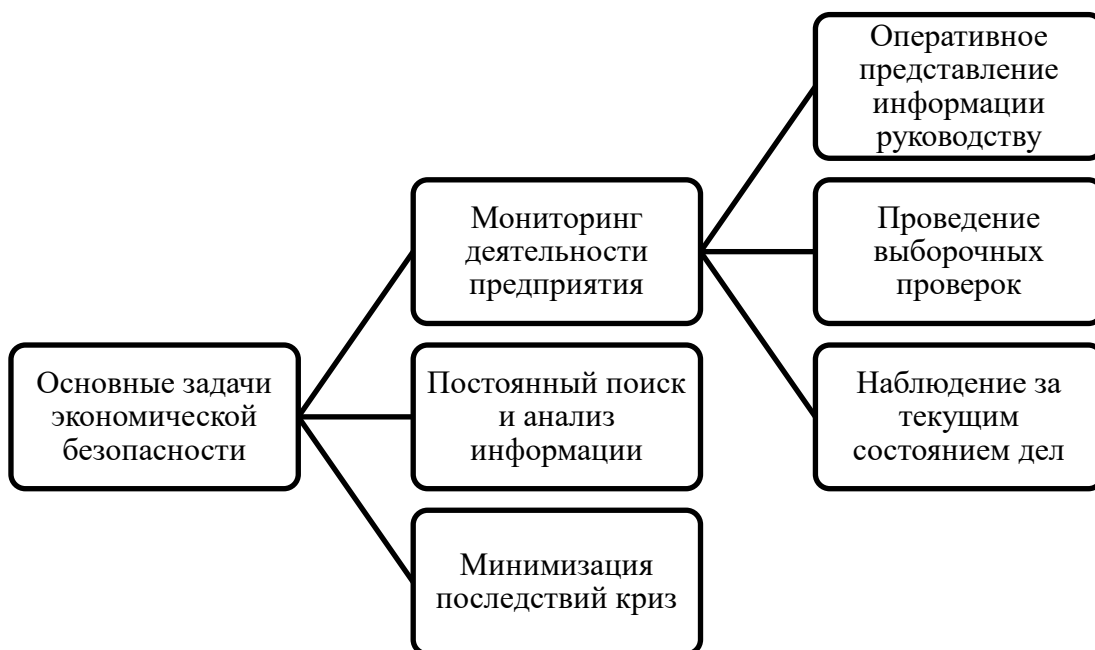 Основные задачи
экономической
безопасности
Мониторинг
деятельности
предприятия
Постоянный поиск
и анализ
информации
Минимизация
последствий криз
Оперативное
представление
информации
руководству
Проведение
выборочных
проверок
Наблюдение за
текущим
состоянием дел